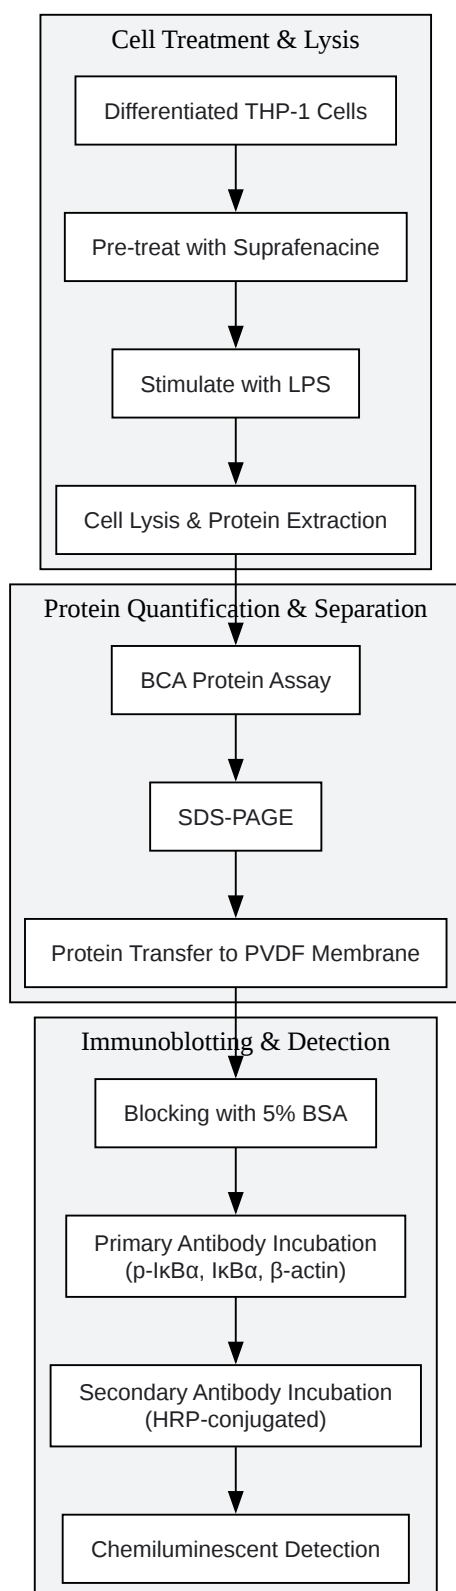 Cell Treatment & Lysis
Differentiated THP-1 Cells
Pre-treat with Suprafenacine
Stimulate with LPS
Cell Lysis & Protein Extraction
Protein Quantification & Separation
BCA Protein Assay
SDS-PAGE
Protein Transfer to PVDF Membrane
Immunoblotting & Detection
Blocking with 5% BSA
Primary Antibody Incubation
(p-IκBα, IκBα, β-actin)
Secondary Antibody Incubation
(HRP-conjugated)
Chemiluminescent Detection